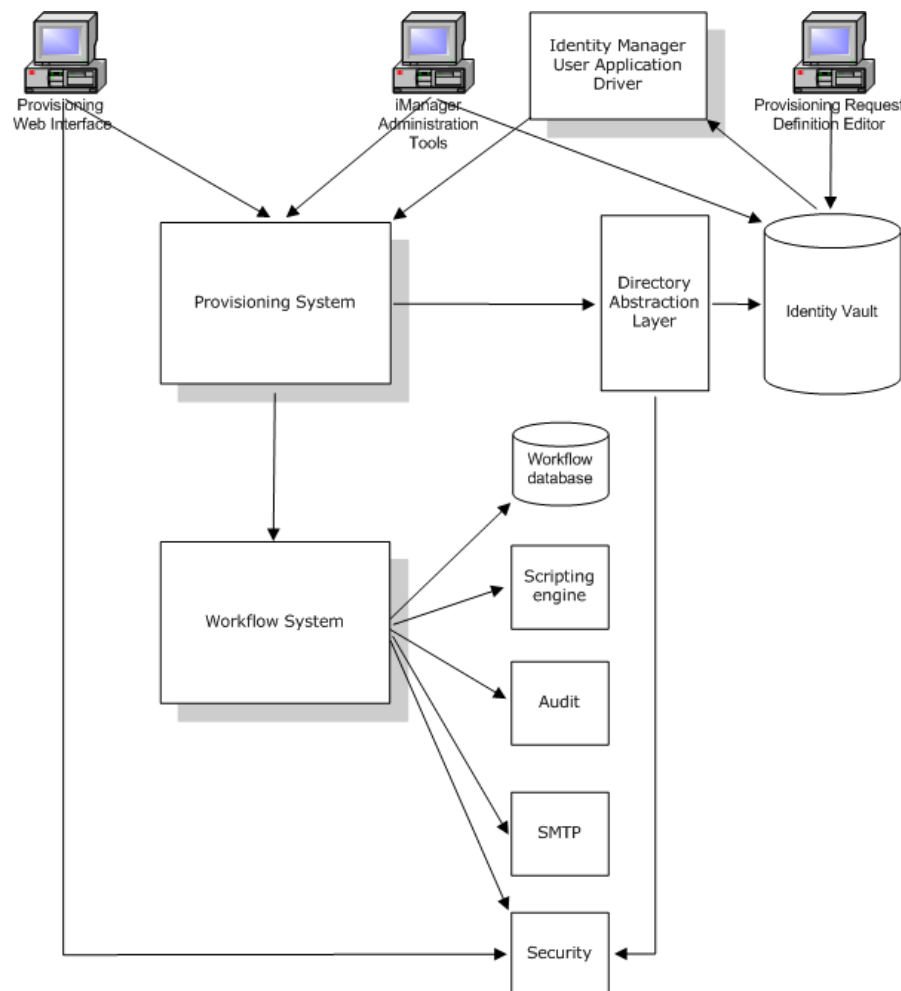 Provisioning
Web Interface
iManager
Administration
Tools
Identity Manager
User Application
Driver
Provisioning Request
Definition Editor
Provisioning System
Directory
Abstraction
Layer
Identity Vault
Workflow
database
Scripting
engine
Workflow System
Audit
SMTP
Security